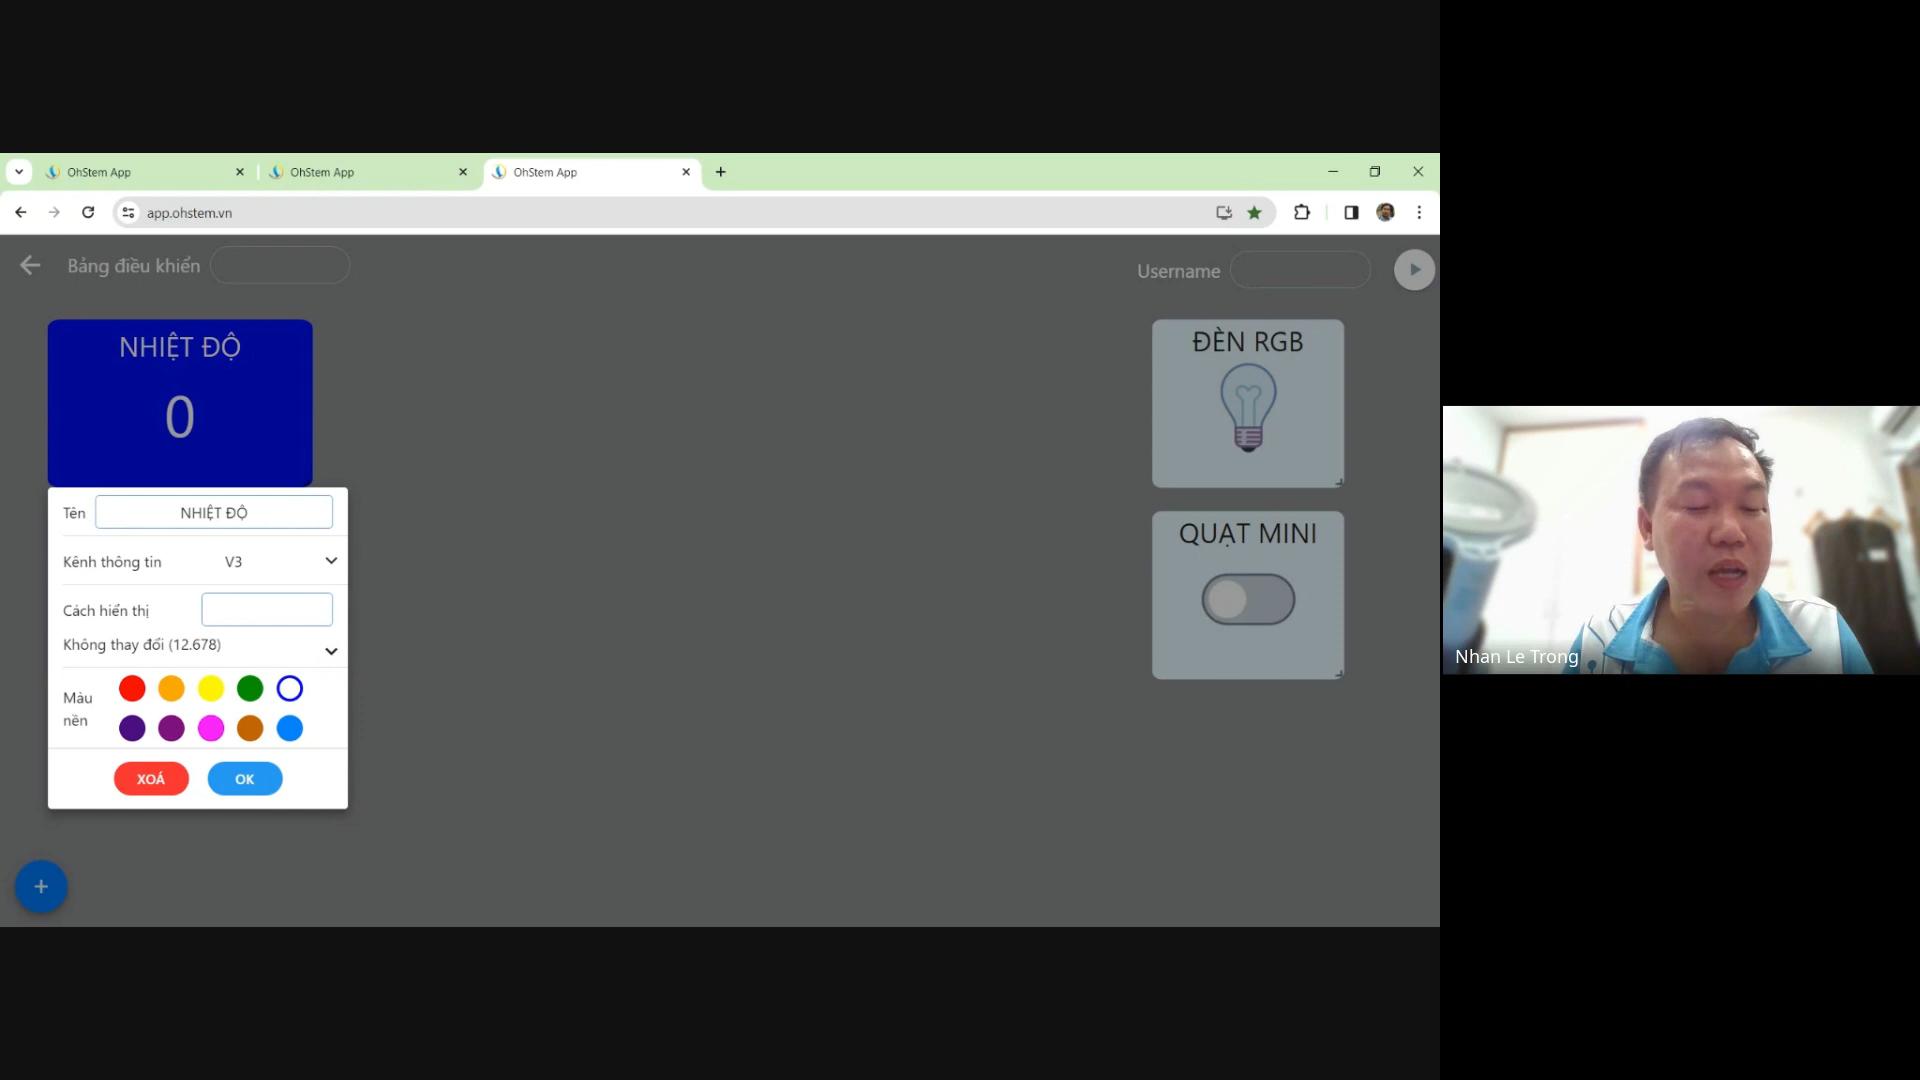 OhStem App
OhStem App
OhStem App
app.ohstem.vn
Bảng điều khiển
Username
NHIỆT ĐỘ
0
ĐÈN RGB
QUẠT MINI
Tên
NHIỆT ĐỘ
Kênh thông tin
V3
Cách hiển thị
Không thay đổi (12.678)
Màu
nền
XOÁ
OK
Nhan Le Trong